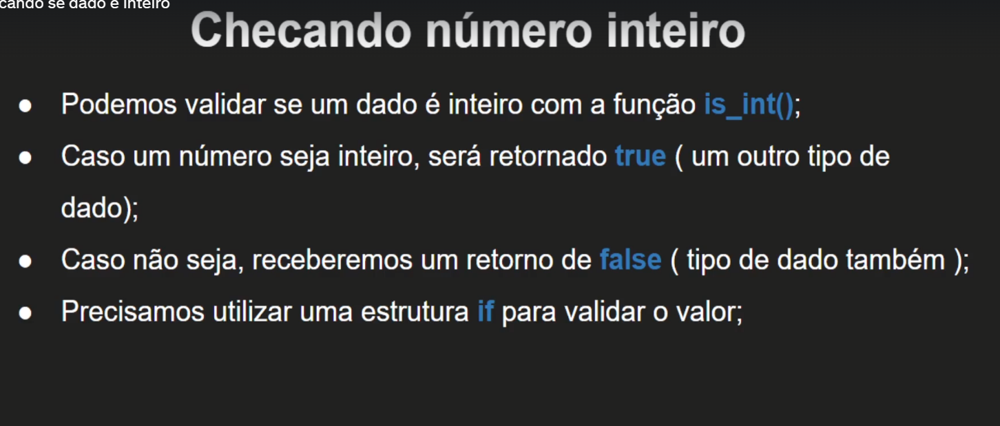 cando se dado é inteiro
Checando número inteiro
● Podemos validar se um dado é inteiro com a função is_int();
● Caso um número seja inteiro, será retornado true ( um outro tipo de
dado);
● Caso não seja, receberemos um retorno de false ( tipo de dado também );
● Precisamos utilizar uma estrutura if para validar o valor;